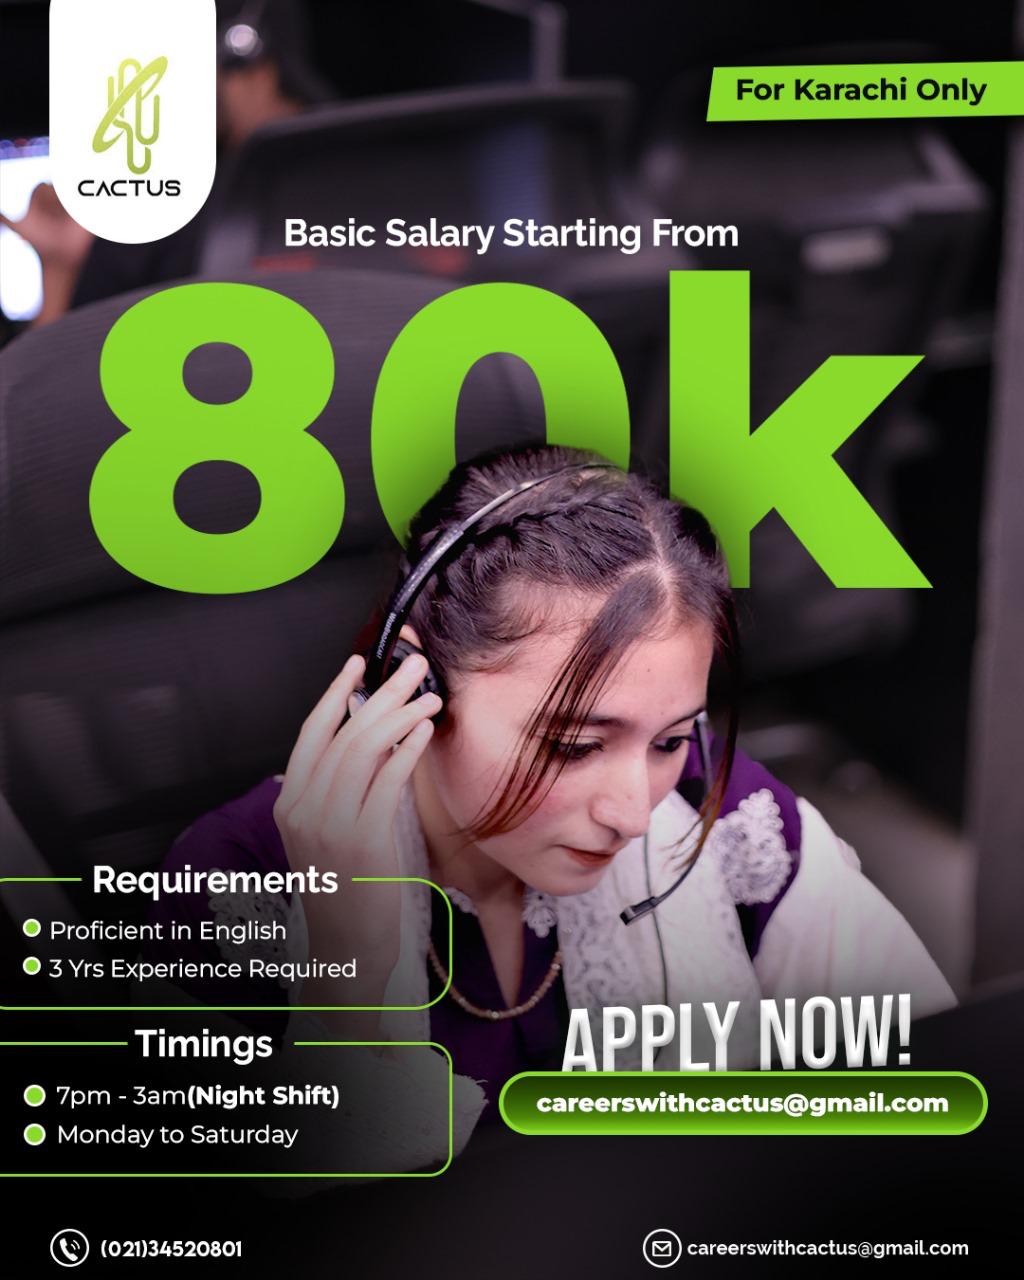 CACTUS
For Karachi Only
Basic Salary Starting From
80k
Requirements
Proficient in English
3 Yrs Experience Required
Timings
7pm - 3am(Night Shift)
Monday to Saturday
APPLY NOW!
careerswithcactus@gmail.com
(021)34520801
careerswithcactus@gmail.com